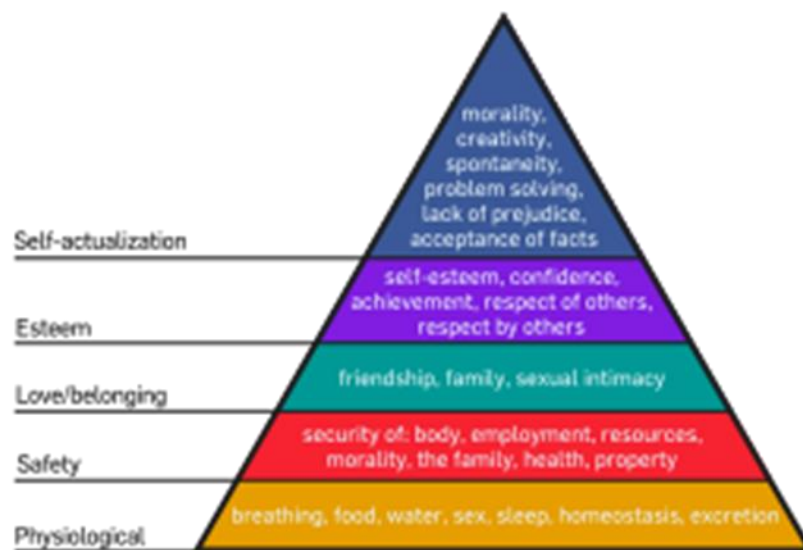 morality,
creativity,
spontaneity,
problem solving,
lack of prejudice,
acceptance of facts
Self-actualization
self-esteem, confidence,
achievement, respect of others,
respect by others
Esteem
friendship, family, sexual intimacy
Love/belonging
security of: body, employment, resources,
morality, the family, health, property
Safety
breathing, food, water, sex, sleep, homeostasis, excretion
Physiological